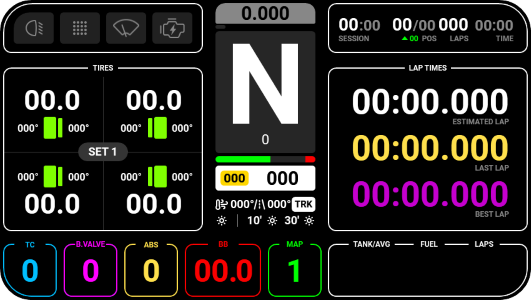 0.000
00:00 SESSION
00/00 00 POS
000 LAPS
00:00 TIME
TIRES
00.0 00.0
000° 000° 000° 000°
SET 1
000° 000° 000° 000°
00.0 00.0
N
0
000 000
000°/ 000° TRK
10' 30'
LAP TIMES
00:00.000
ESTIMATED LAP
00:00.000
LAST LAP
00:00.000
BEST LAP
TC B.VALVE ABS BB MAP
0 0 0 00.0 1
TANK/AVG FUEL LAPS